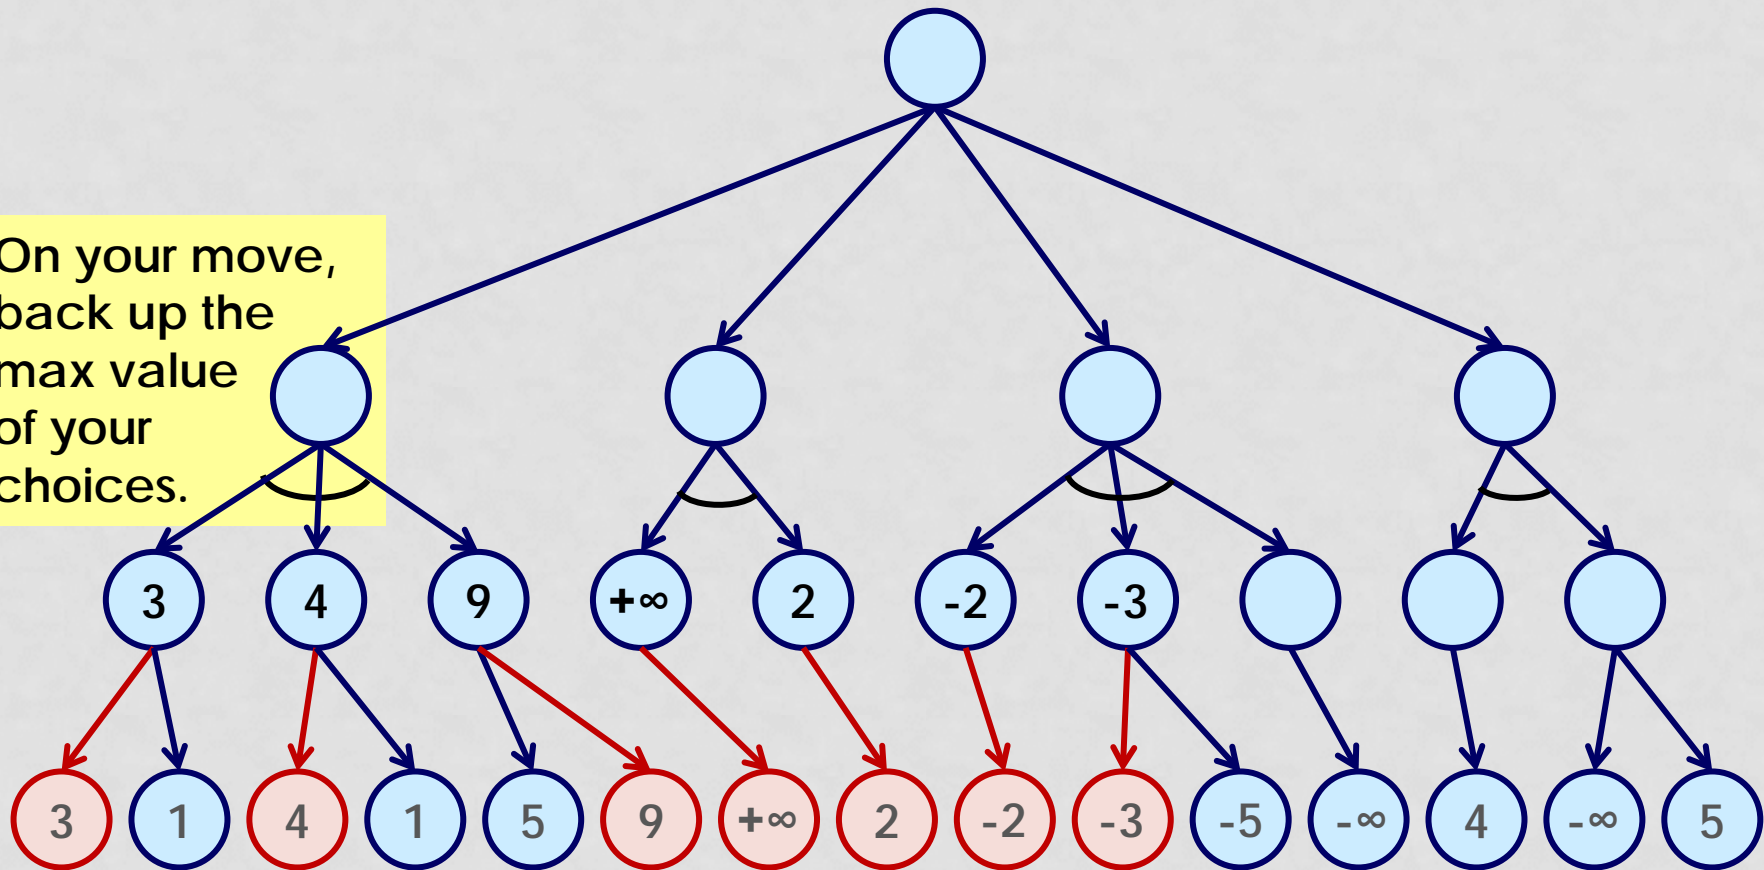 On your move,
back up the
max value
of your
choices.
3 4 9 +∞ 2 -2 -3
3 1 4 1 5 9 +∞ 2 -2 -3 -5 -∞ 4 -∞ 5